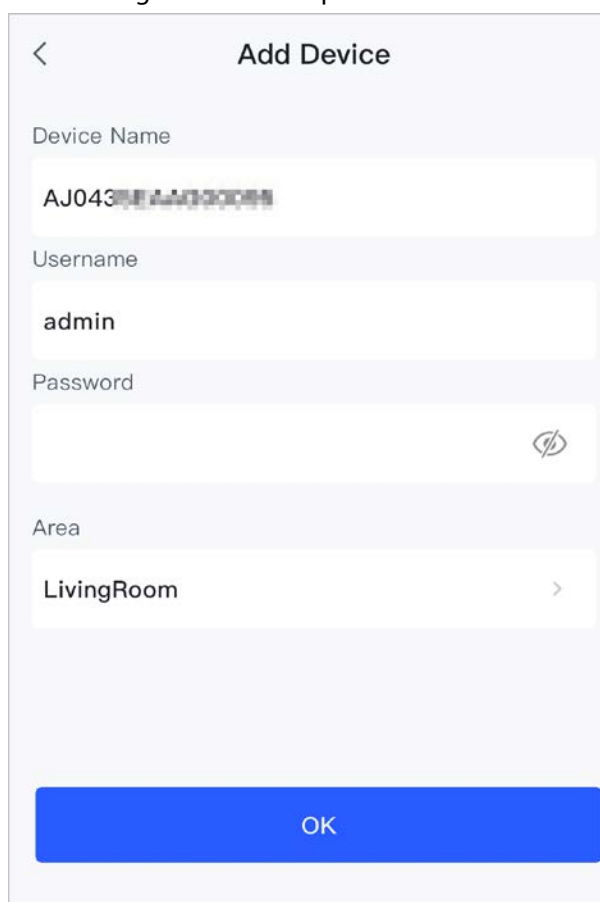 Add Device
Device Name
AJ043
Username
admin
Password
Area
LivingRoom
OK